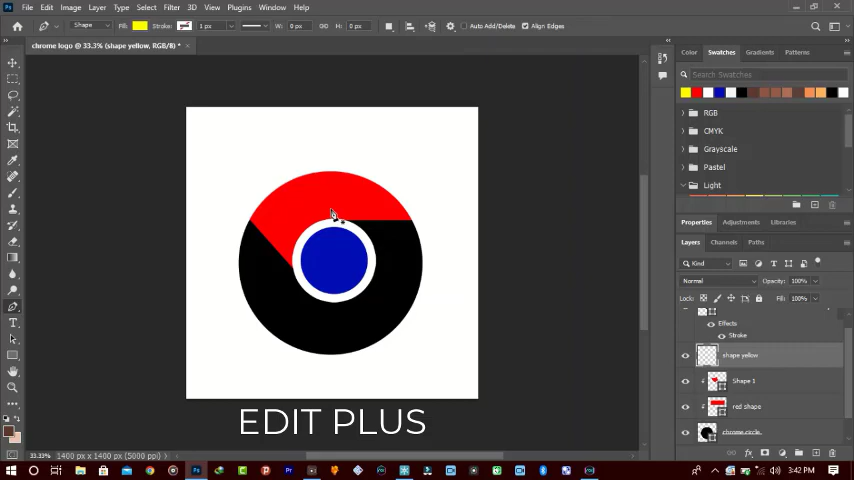 File Edit Image Layer Type Select Filter 3D View Plugins Window Help
Shape Fill: Stroke: 1 px W: 0 px H: 0 px Auto Add/Delete Align Edges
chrome logo @ 33.3% (shape yellow, RGB/8) *
Color Swatches Gradients Patterns
Search Swatches
RGB
CMYK
Grayscale
Pastel
Light
Properties Adjustments Libraries
Layers Channels Paths
Kind
Normal Opacity: 100%
Lock: Fill: 100%
Effects
Stroke
shape yellow
Shape 1
red shape
chrome circle
EDIT PLUS
33.33% 1400 px x 1400 px (5000 ppi)
3:42 PM